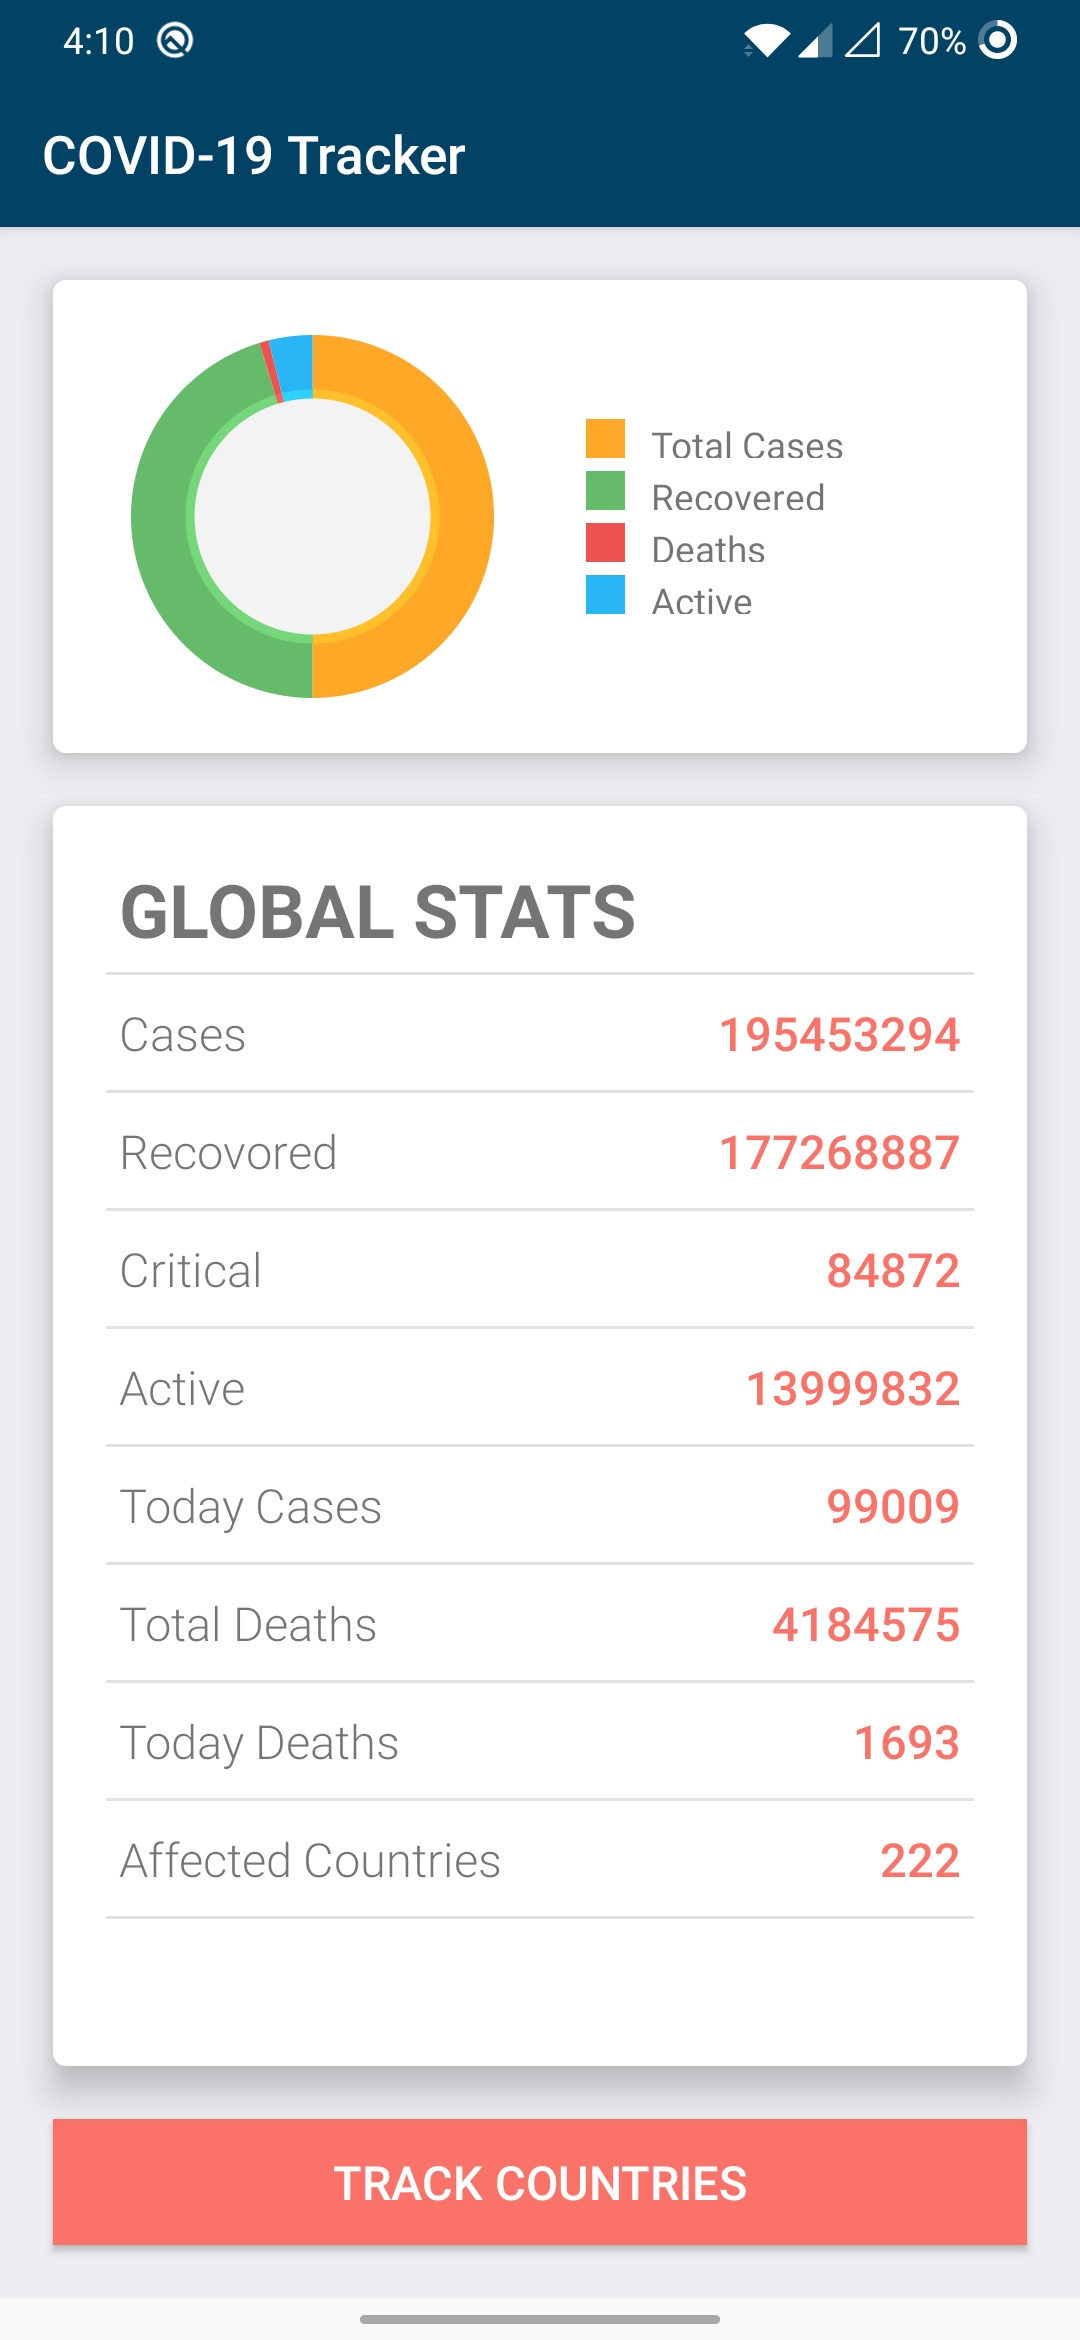 4:10 70%
COVID-19 Tracker
Total Cases
Recovered
Deaths
Active
GLOBAL STATS
Cases 195453294
Recovored 177268887
Critical 84872
Active 13999832
Today Cases 99009
Total Deaths 4184575
Today Deaths 1693
Affected Countries 222
TRACK COUNTRIES